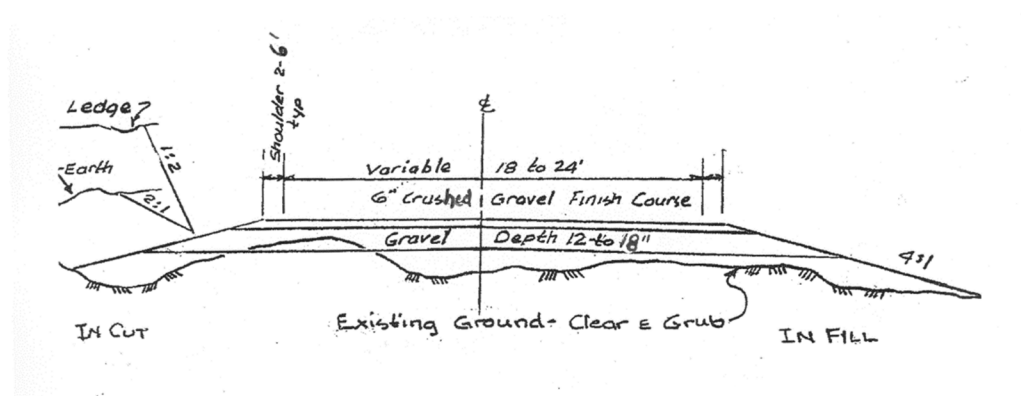 Shoulder 2-6'
typ
Ledge
℄
1:2
Earth
2:1
Variable 18 to 24'
6" Crushed Gravel Finish Course
Gravel Depth 12 to 18"
4:1
Existing Ground - Clear & Grub
IN CUT
IN FILL